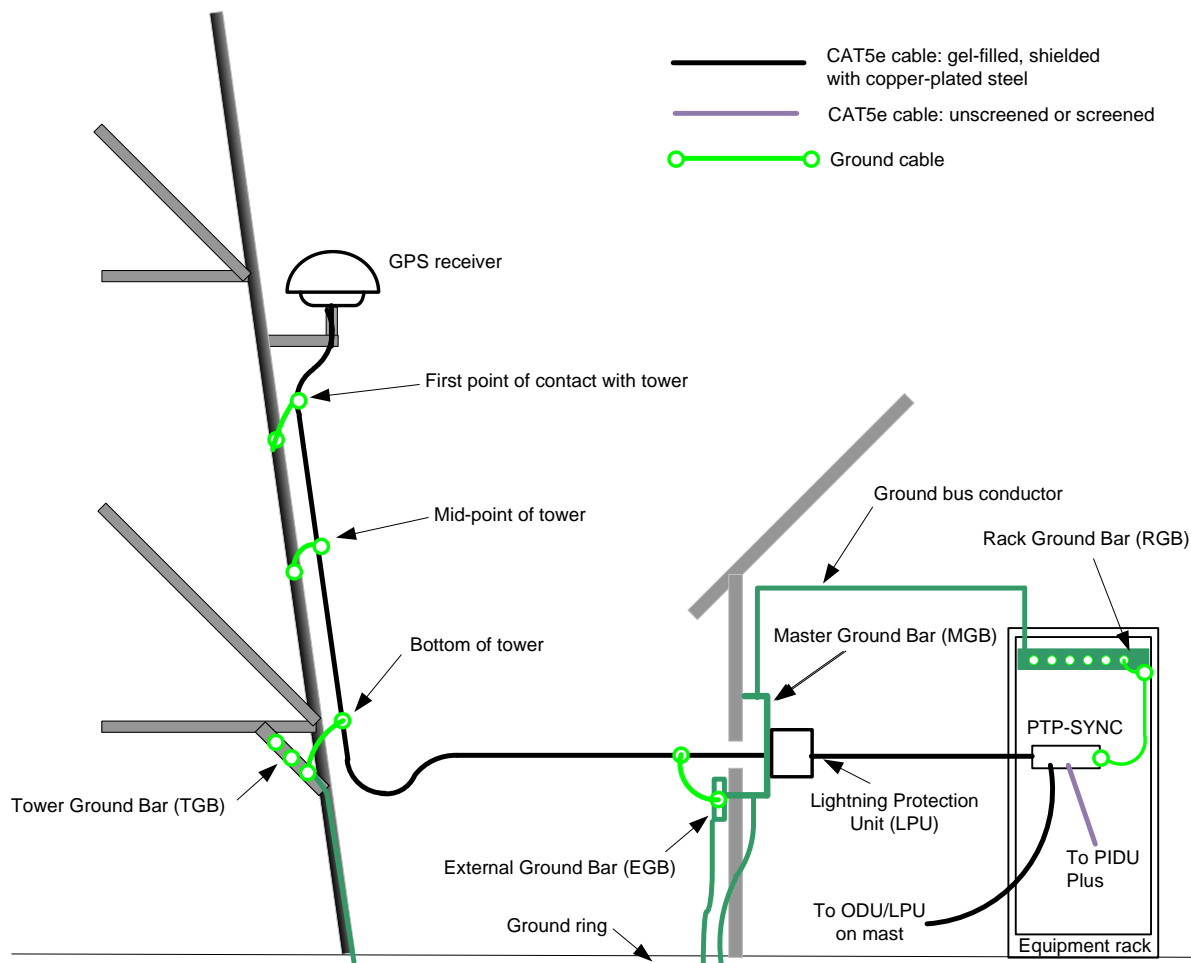 CAT5e cable: gel-filled, shielded
with copper-plated steel
CAT5e cable: unscreened or screened
Ground cable
GPS receiver
First point of contact with tower
Ground bus conductor
Mid-point of tower
Rack Ground Bar (RGB)
Bottom of tower
Master Ground Bar (MGB)
PTP-SYNC
Tower Ground Bar (TGB)
Lightning Protection
Unit (LPU)
External Ground Bar (EGB)
To PIDU
Plus
To ODU/LPU
on mast
Ground ring
Equipment rack